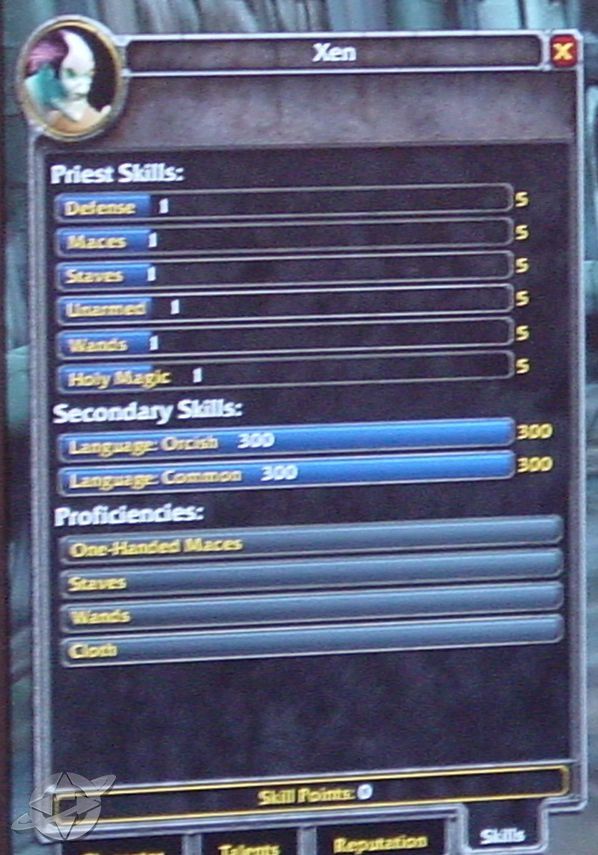 Xen
X
Priest Skills:
Defense 1 5
Maces 1 5
Staves 1 5
Unarmed 1 5
Wands 1 5
Holy Magic 1 5
Secondary Skills:
Language: Orcish 300 300
Language: Common 300 300
Proficiencies:
One-Handed Maces
Staves
Wands
Cloth
Skill Points: 0
Talents Reputation Skills